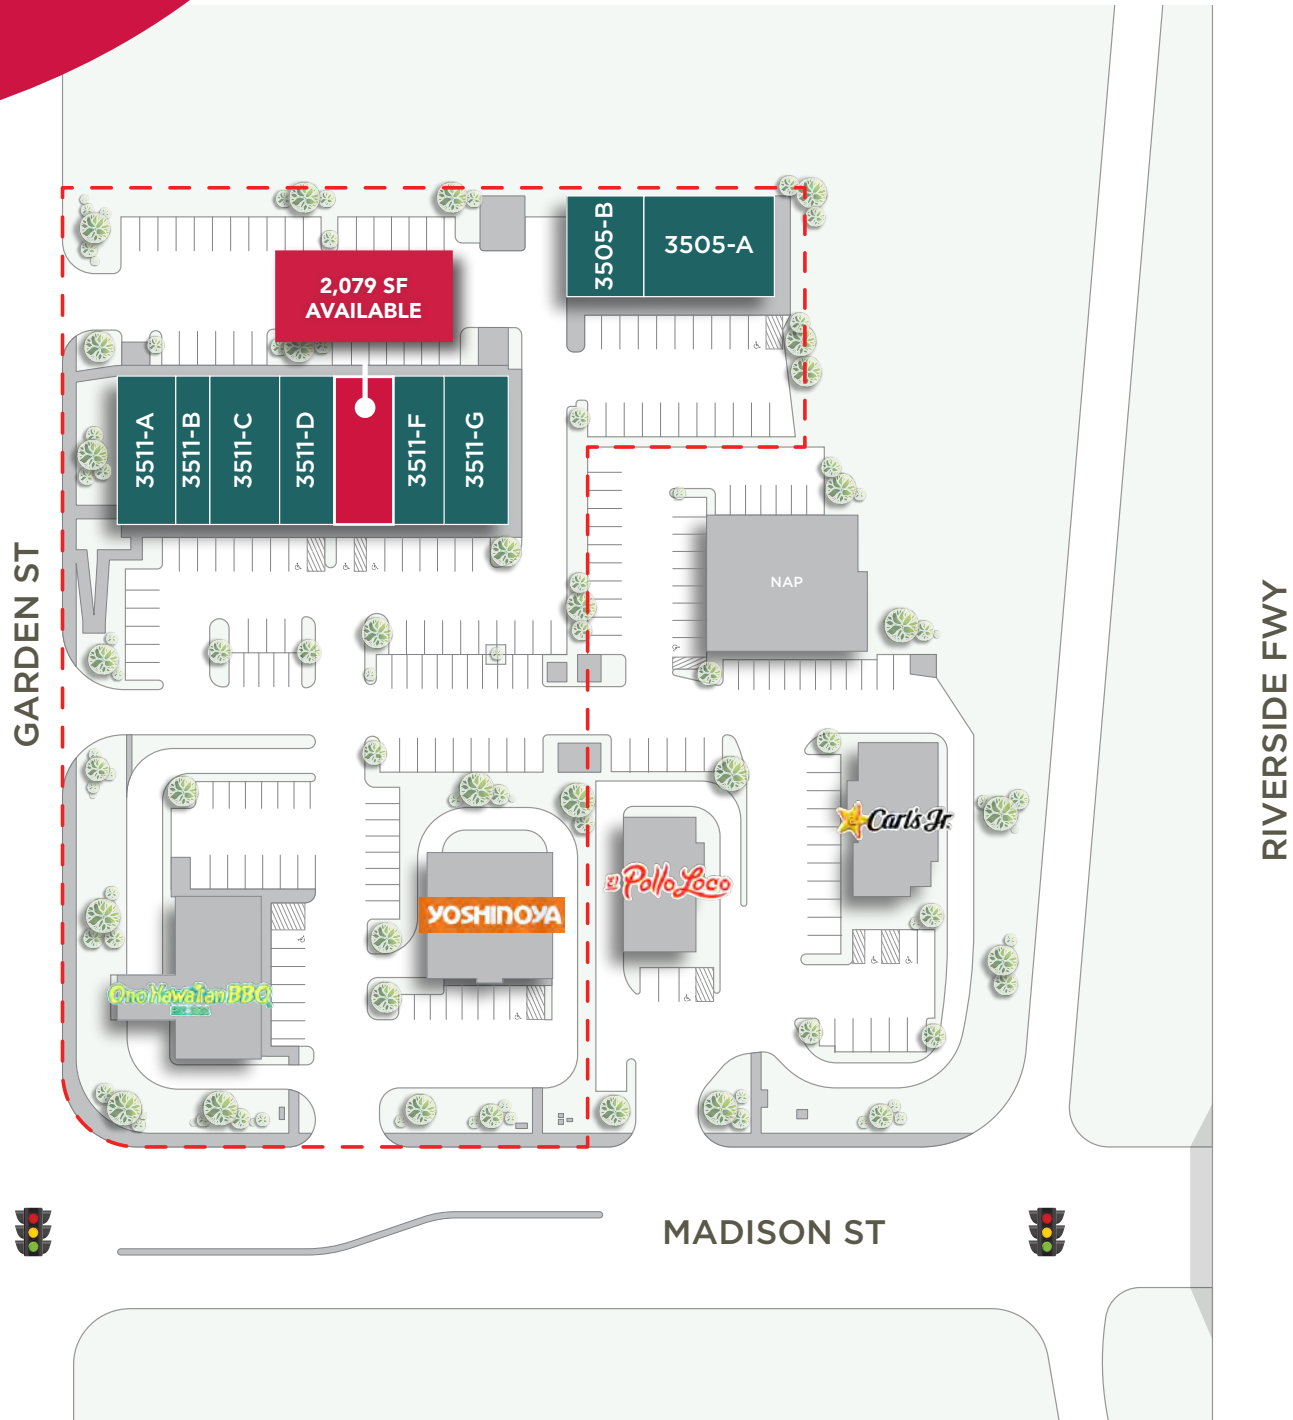 3505-B
3505-A
2,079 SF
AVAILABLE
3511-A
3511-B
3511-C
3511-D
3511-F
3511-G
NAP
GARDEN ST
RIVERSIDE FWY
Carl's Jr.
El Pollo Loco
YOSHINOYA
Ono Hawaiian BBQ
MADISON ST